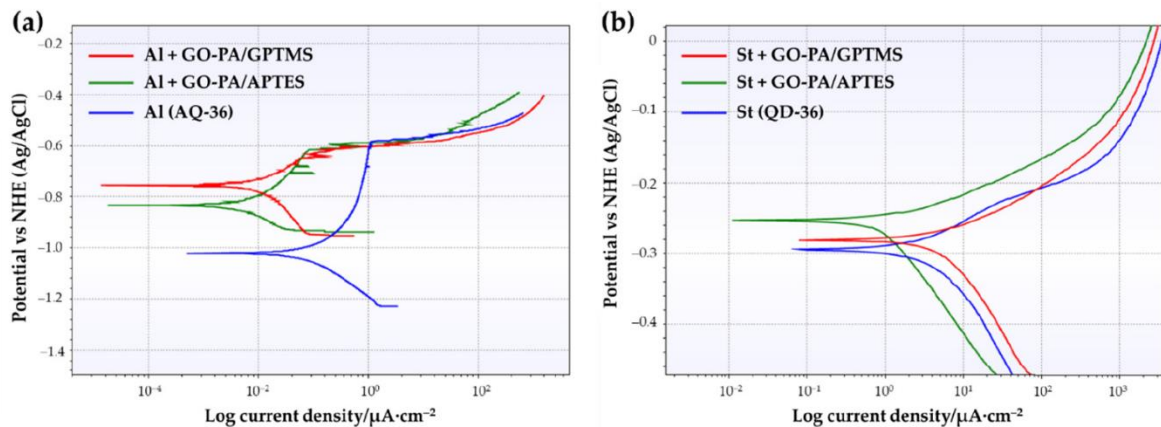 (a)
Al + GO-PA/GPTMS
Al + GO-PA/APTES
Al (AQ-36)
Potential vs NHE (Ag/AgCl)
−0.2
−0.4
−0.6
−0.8
−1.0
−1.2
−1.4
10⁻⁴
10⁻²
10⁰
10²
Log current density/µA·cm⁻²
(b)
St + GO-PA/GPTMS
St + GO-PA/APTES
St (QD-36)
Potential vs NHE (Ag/AgCl)
0
−0.1
−0.2
−0.3
−0.4
10⁻²
10⁻¹
10⁰
10¹
10²
10³
Log current density/µA·cm⁻²